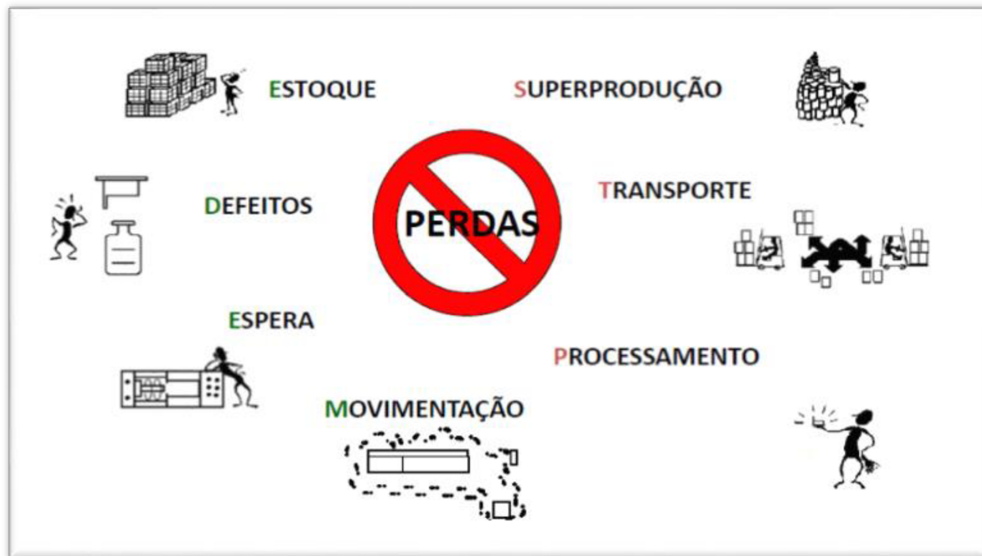 ESTOQUE
SUPERPRODUÇÃO
DEFEITOS
PERDAS
TRANSPORTE
ESPERA
PROCESSAMENTO
MOVIMENTAÇÃO